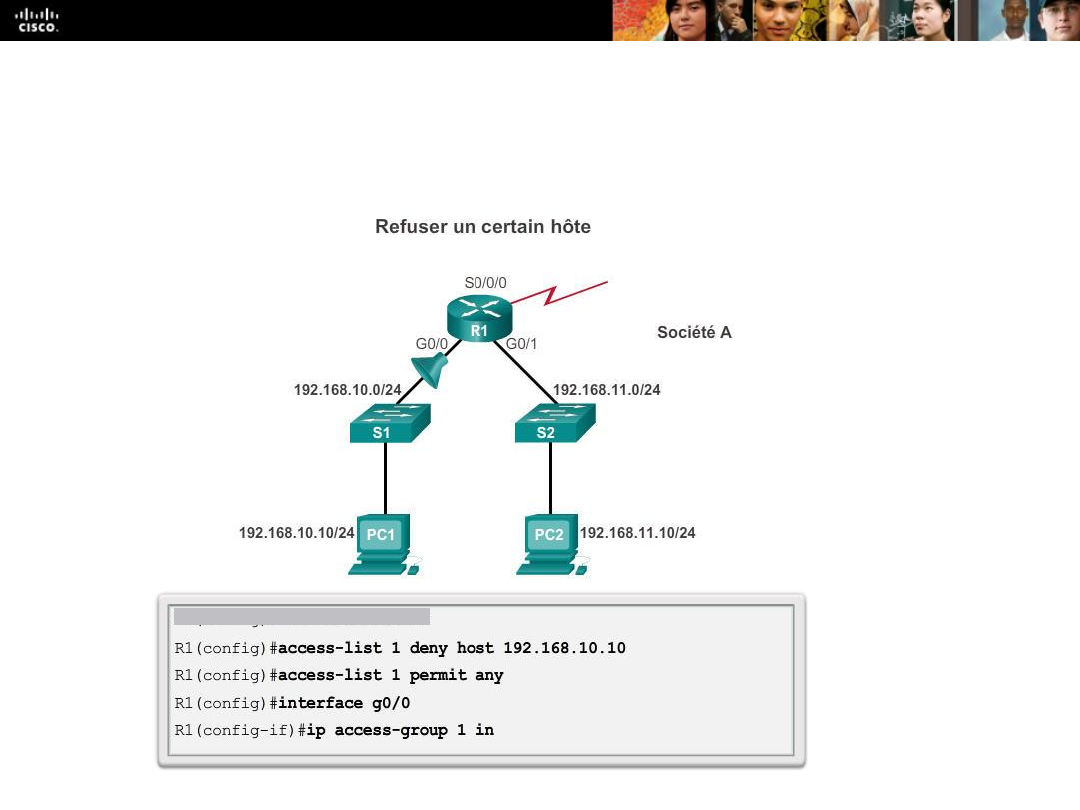 CISCO.
Refuser un certain hôte
S0/0/0
R1
Société A
G0/0
G0/1
192.168.10.0/24
192.168.11.0/24
S1
S2
192.168.10.10/24
PC1
PC2
192.168.11.10/24
R1(config)#access-list 1 deny host 192.168.10.10
R1(config)#access-list 1 permit any
R1(config)#interface g0/0
R1(config-if)#ip access-group 1 in